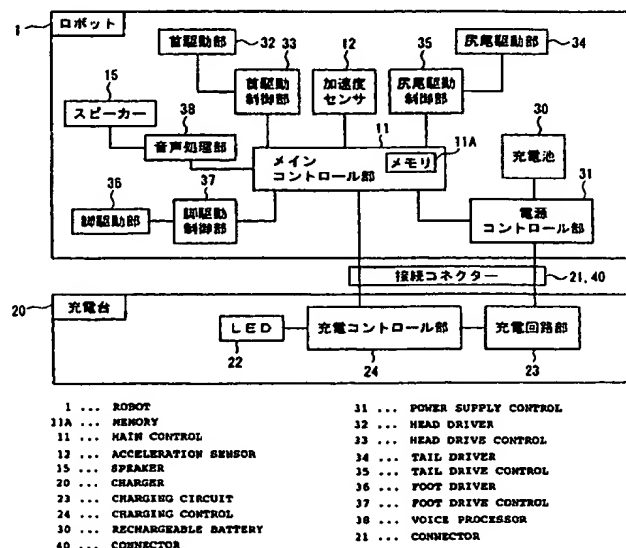 1
ロボット
首駆動部
32
33
12
35
尻尾駆動部
34
15
スピーカー
38
音声処理部
首駆動
制御部
加速度
センサ
尻尾駆動
制御部
11
11A
メイン
コントロール部
メモリ
30
充電池
31
36
脚駆動部
37
脚駆動
制御部
電源
コントロール部
接続コネクター
21,40
20
充電台
LED
22
充電コントロール部
24
充電回路部
23
1 ... ROBOT
11A ... MEMORY
11 ... MAIN CONTROL
12 ... ACCELERATION SENSOR
15 ... SPEAKER
20 ... CHARGER
23 ... CHARGING CIRCUIT
24 ... CHARGING CONTROL
30 ... RECHARGEABLE BATTERY
40 ... CONNECTOR
31 ... POWER SUPPLY CONTROL
32 ... HEAD DRIVER
33 ... HEAD DRIVE CONTROL
34 ... TAIL DRIVER
35 ... TAIL DRIVE CONTROL
36 ... FOOT DRIVER
37 ... FOOT DRIVE CONTROL
38 ... VOICE PROCESSOR
21 ... CONNECTOR